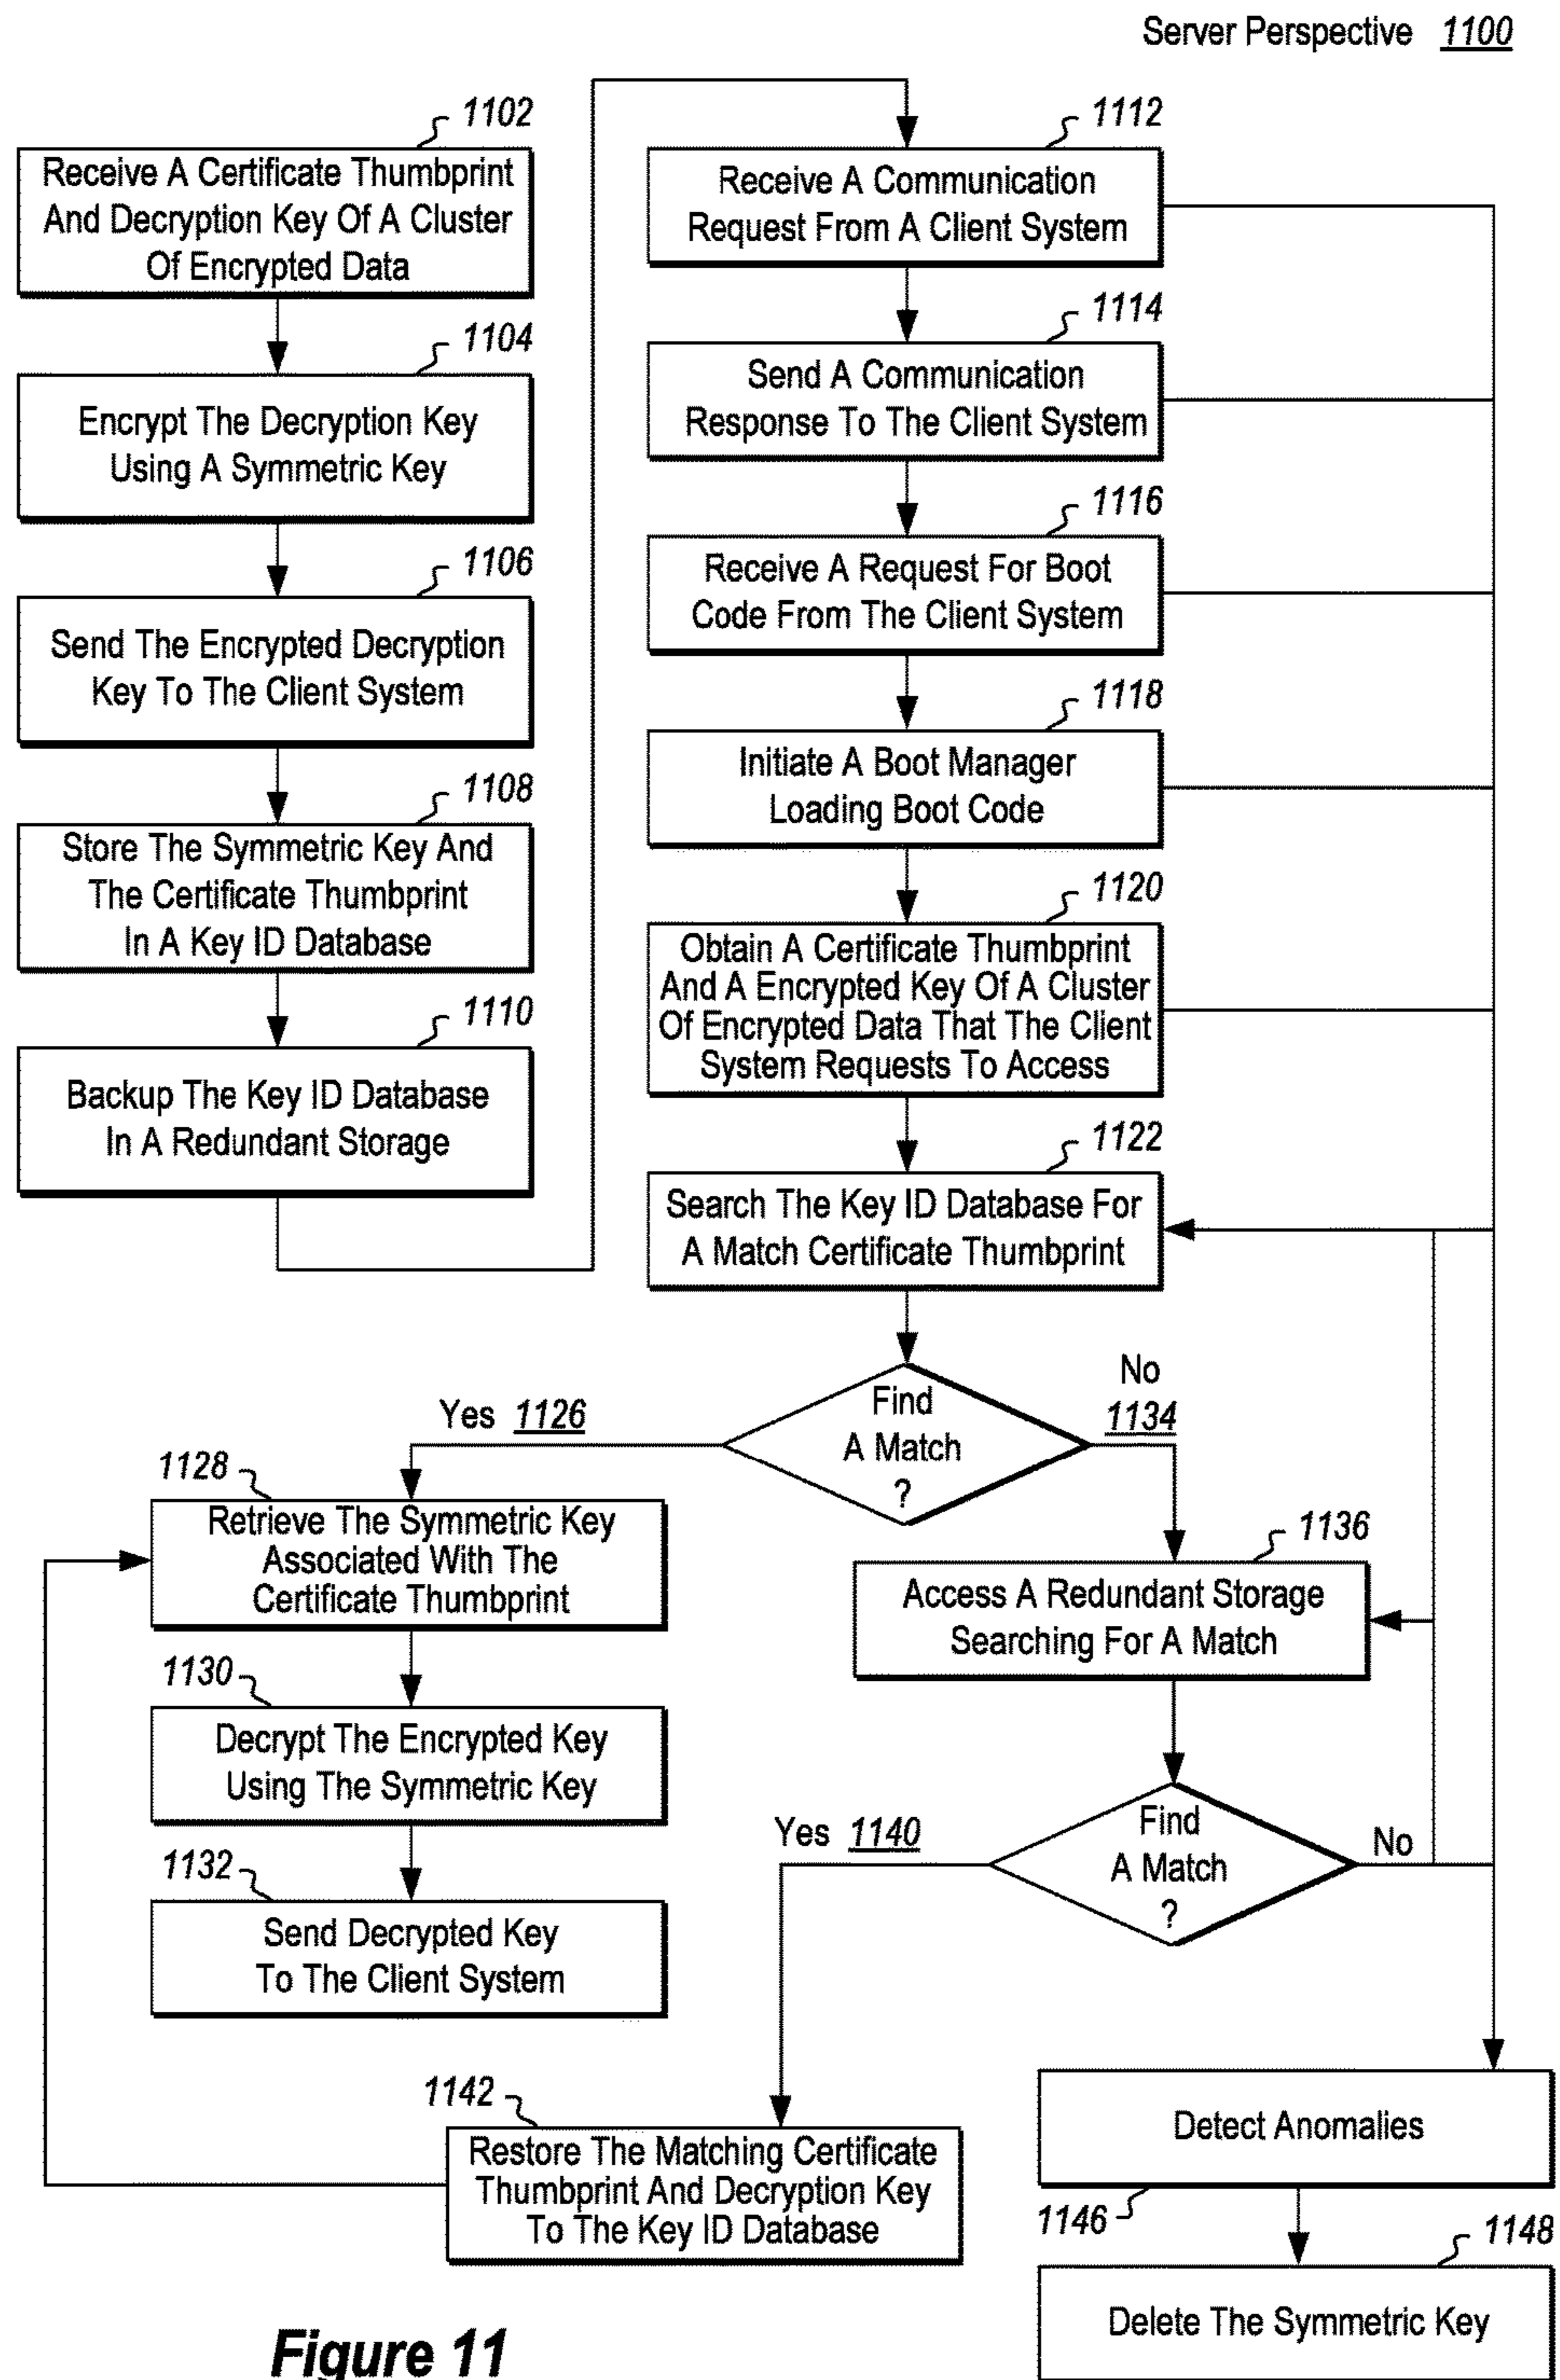 Server Perspective 1100
1102
Receive A Certificate Thumbprint
And Decryption Key Of A Cluster
Of Encrypted Data
1104
Encrypt The Decryption Key
Using A Symmetric Key
1106
Send The Encrypted Decryption
Key To The Client System
1108
Store The Symmetric Key And
The Certificate Thumbprint
In A Key ID Database
1110
Backup The Key ID Database
In A Redundant Storage
1112
Receive A Communication
Request From A Client System
1114
Send A Communication
Response To The Client System
1116
Receive A Request For Boot
Code From The Client System
1118
Initiate A Boot Manager
Loading Boot Code
1120
Obtain A Certificate Thumbprint
And A Encrypted Key Of A Cluster
Of Encrypted Data That The Client
System Requests To Access
1122
Search The Key ID Database For
A Match Certificate Thumbprint
Find
A Match
?
Yes 1126
No
1134
1128
Retrieve The Symmetric Key
Associated With The
Certificate Thumbprint
1130
Decrypt The Encrypted Key
Using The Symmetric Key
1132
Send Decrypted Key
To The Client System
1136
Access A Redundant Storage
Searching For A Match
Find
A Match
?
Yes 1140
No
1142
Restore The Matching Certificate
Thumbprint And Decryption Key
To The Key ID Database
Detect Anomalies
1146
1148
Delete The Symmetric Key
Figure 11